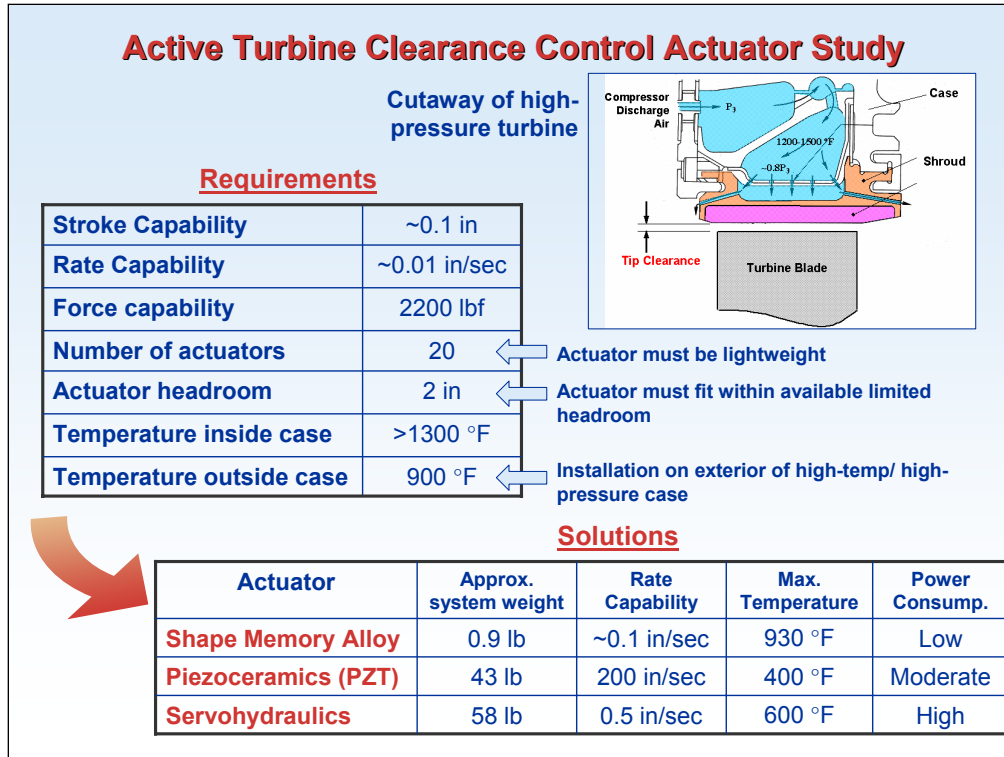 Active Turbine Clearance Control Actuator Study
Cutaway of high-
pressure turbine
Compressor
Discharge
Air
P3
Case
1200-1500 °F
~0.8P3
Shroud
Tip Clearance
Turbine Blade
Requirements
Stroke Capability ~0.1 in
Rate Capability ~0.01 in/sec
Force capability 2200 lbf
Number of actuators 20
Actuator must be lightweight
Actuator headroom 2 in
Actuator must fit within available limited
headroom
Temperature inside case >1300 °F
Temperature outside case 900 °F
Installation on exterior of high-temp/ high-
pressure case
Solutions
Actuator Approx. system weight Rate Capability Max. Temperature Power Consump.
Shape Memory Alloy 0.9 lb ~0.1 in/sec 930 °F Low
Piezoceramics (PZT) 43 lb 200 in/sec 400 °F Moderate
Servohydraulics 58 lb 0.5 in/sec 600 °F High